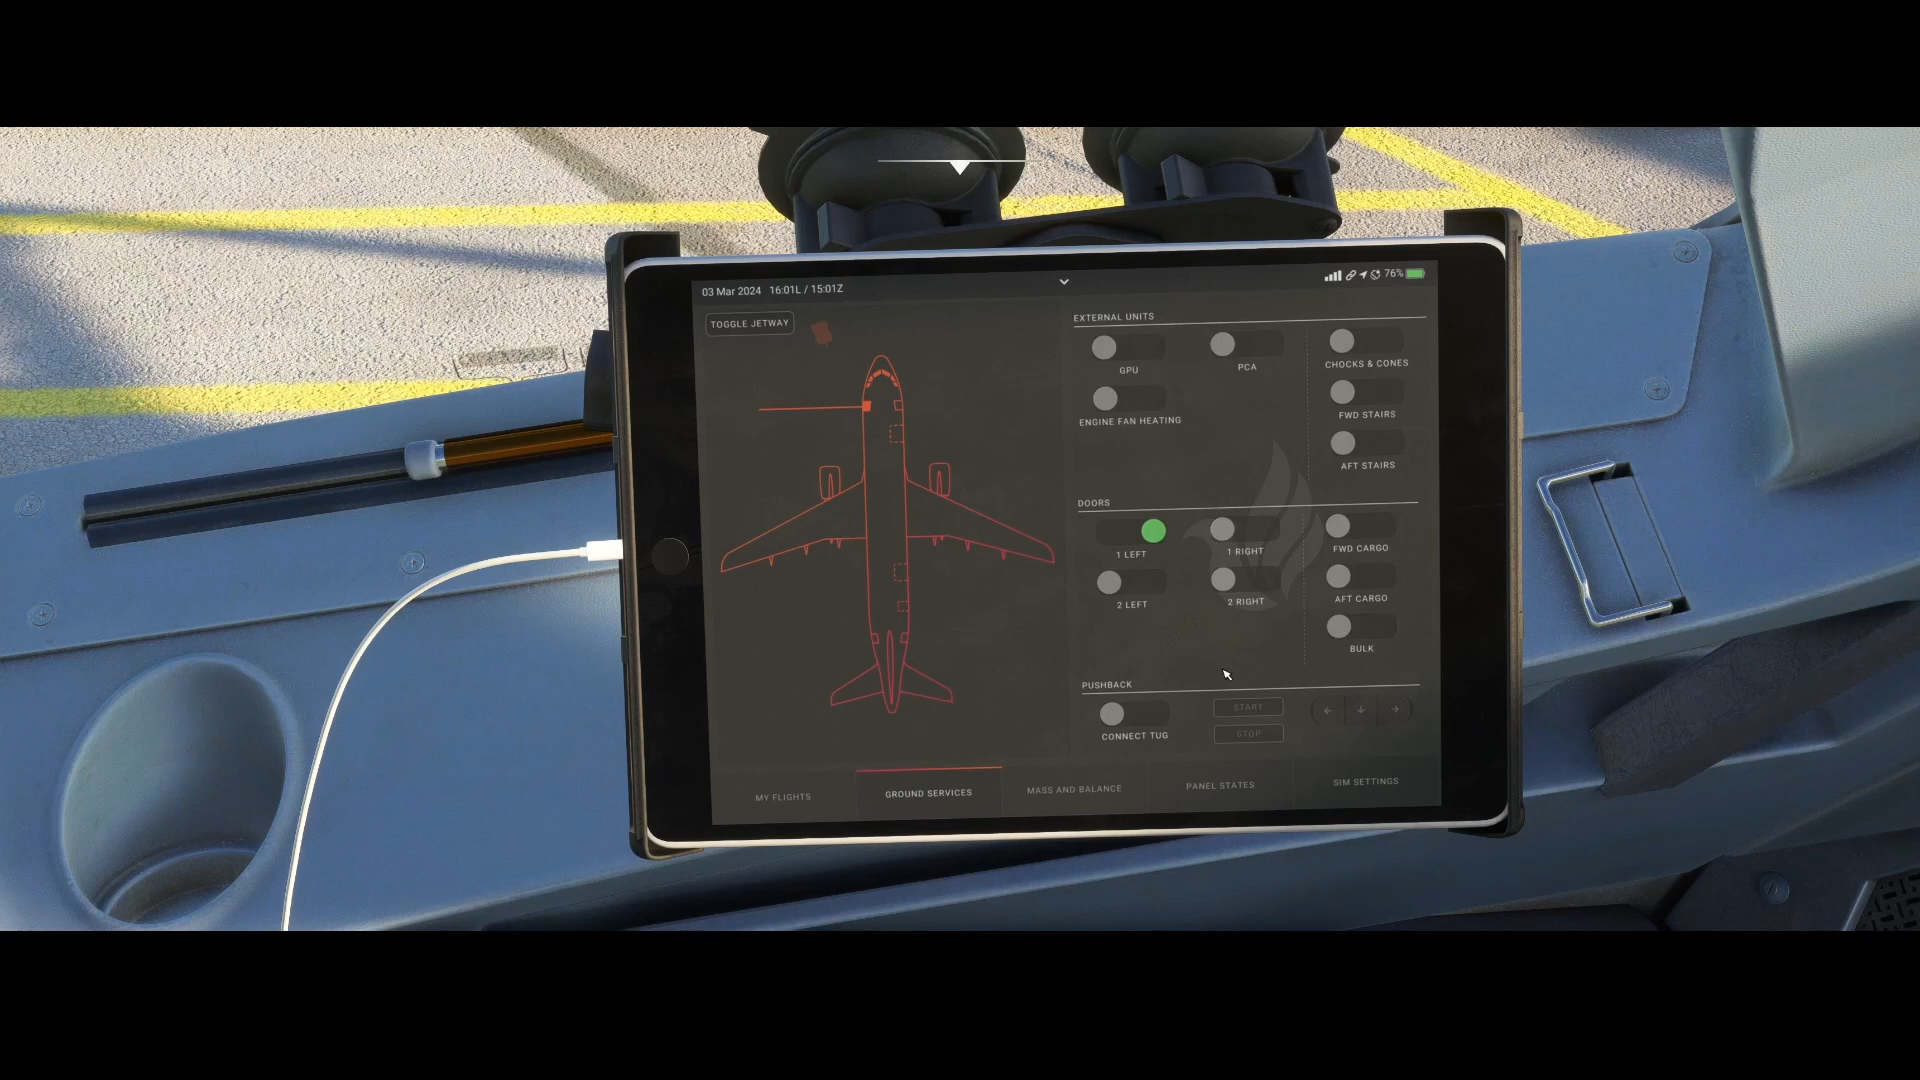 03 Mar 2024 16:01L / 15:01Z
76%
TOGGLE JETWAY
EXTERNAL UNITS
GPU
PCA
CHOCKS & CONES
ENGINE FAN HEATING
FWD STAIRS
AFT STAIRS
DOORS
1 LEFT
1 RIGHT
FWD CARGO
2 LEFT
2 RIGHT
AFT CARGO
BULK
PUSHBACK
CONNECT TUG
START
STOP
MY FLIGHTS
GROUND SERVICES
MASS AND BALANCE
PANEL STATES
SIM SETTINGS